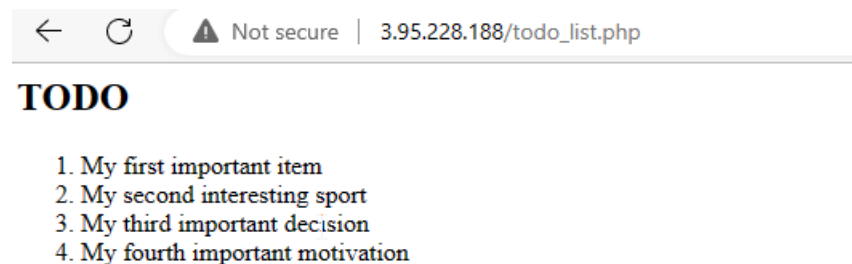 Not secure | 3.95.228.188/todo_list.php
TODO
1. My first important item
2. My second interesting sport
3. My third important decision
4. My fourth important motivation